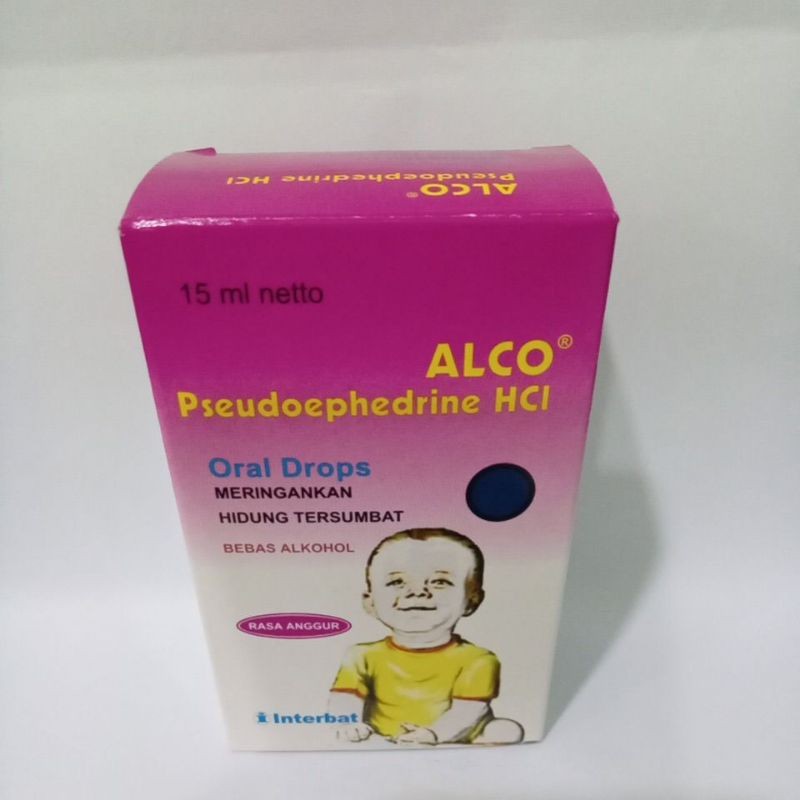 ALCO®
Pseudoephedrine HCl
15 ml netto
ALCO®
Pseudoephedrine HCl
Oral Drops
MERINGANKAN
HIDUNG TERSUMBAT
BEBAS ALKOHOL
RASA ANGGUR
Interbat